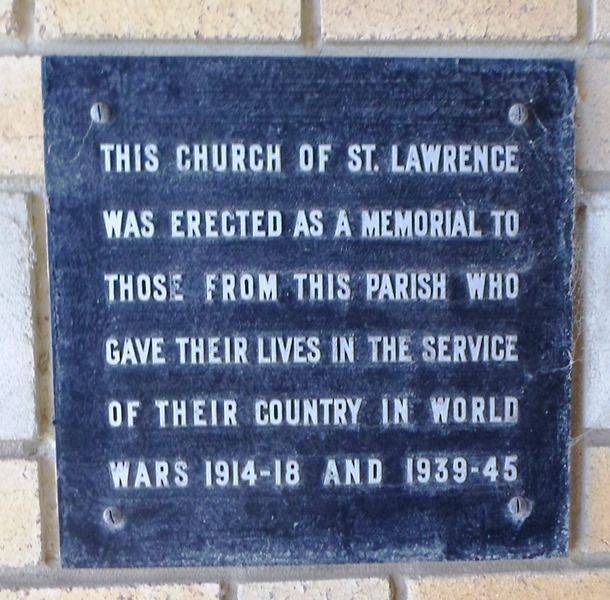 THIS CHURCH OF ST. LAWRENCE
WAS ERECTED AS A MEMORIAL TO
THOSE FROM THIS PARISH WHO
GAVE THEIR LIVES IN THE SERVICE
OF THEIR COUNTRY IN WORLD
WARS 1914-18 AND 1939-45